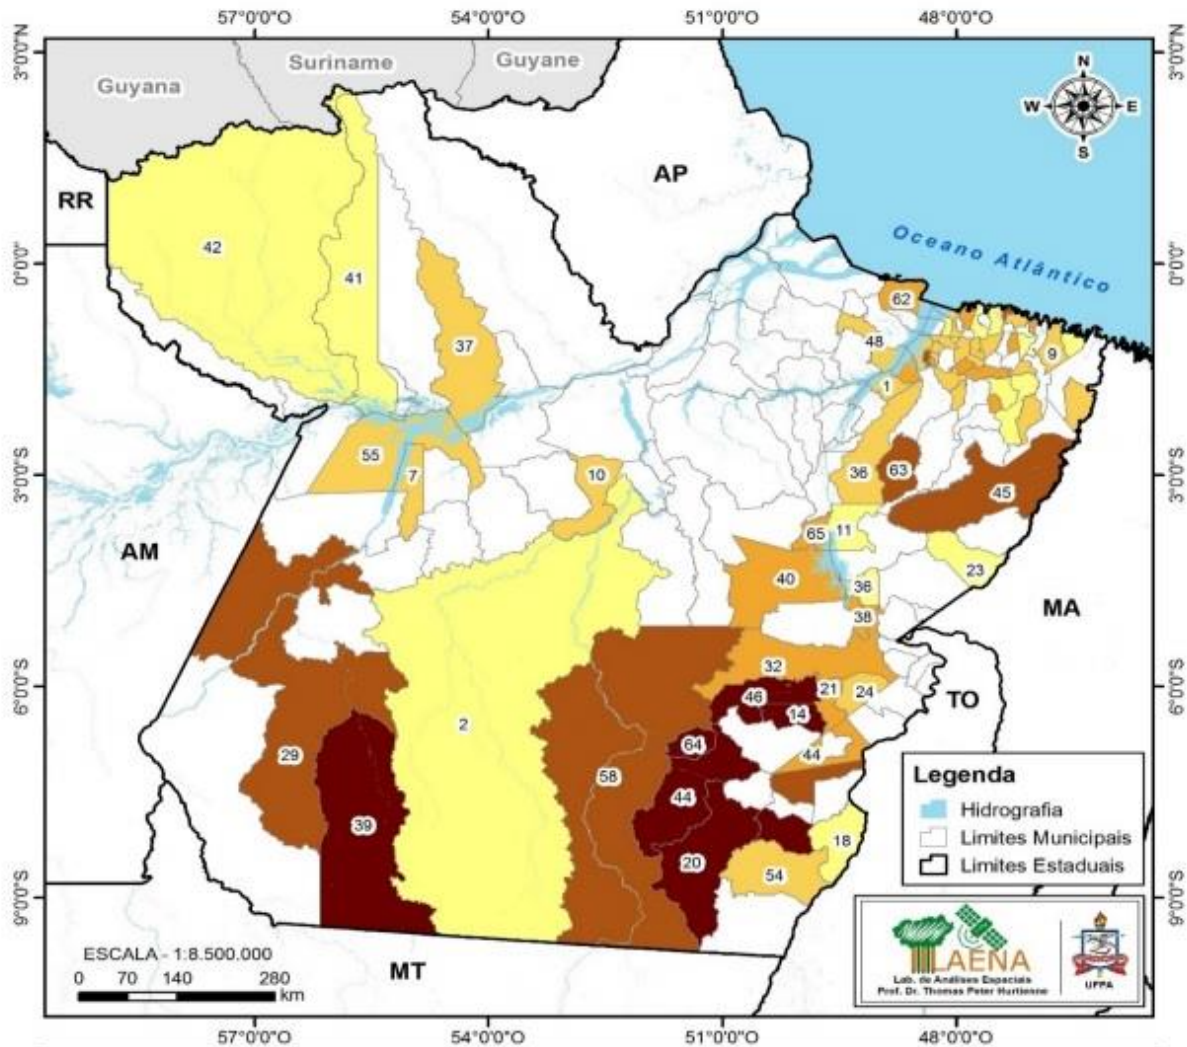 57°0'0"O 54°0'0"O 51°0'0"O 48°0'0"O
3°0'0"N
3°0'0"N
Guyana
Suriname
Guyane
N
W E
S
RR
AP
Oceano Atlântico
0°0'0"
0°0'0"
42
41
37
62
48
9
1
55
7
10
36
63
45
3°0'0"S
3°0'0"S
AM
65
11
40
36
38
23
MA
32
21
24
46
14
TO
6°0'0"S
6°0'0"S
2
29
58
64
44
44
39
20
18
54
Legenda
Hidrografia
Limites Municipais
Limites Estaduais
9°0'0"S
9°0'0"S
ESCALA - 1:8.500.000
0 70 140 280
km
MT
LAENA
Lab. de Análises Espaciais
Prof. Dr. Thomas Peter Hurtienne
UFPA
57°0'0"O 54°0'0"O 51°0'0"O 48°0'0"O